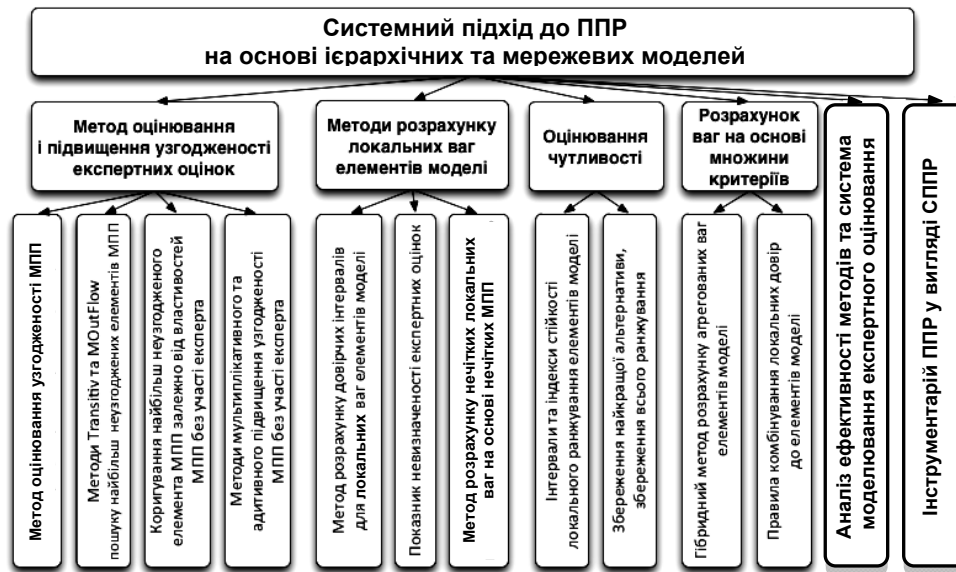 Системний підхід до ППР
на основі ієрархічних та мережевих моделей
Метод оцінювання
і підвищення узгодженості
експертних оцінок
Методи розрахунку
локальних ваг
елементів моделі
Оцінювання
чутливості
Розрахунок
ваг на основі
множини
критеріїв
Метод оцінювання узгодженості МПП
Методи Transitiv та MOutFlow
пошуку найбільш неузгоджених елементів МПП
Коригування найбільш неузгодженого
елемента МПП залежно від властивостей
МПП без участі експерта
Методи мультиплікативного та
адитивного підвищення узгодженості
МПП без участі експерта
Метод розрахунку довірчих інтервалів
для локальних ваг елементів моделі
Показник невизначеності експертних оцінок
Метод розрахунку нечітких локальних
ваг на основі нечітких МПП
Інтервали та індекси стійкості
локального ранжування елементів моделі
Збереження найкращої альтернативи,
збереження всього ранжування
Гібридний метод розрахунку агрегованих ваг
елементів моделі
Правила комбінування локальних довір
до елементів моделі
Аналіз ефективності методів та система
моделювання експертного оцінювання
Інструментарій ППР у вигляді СППР